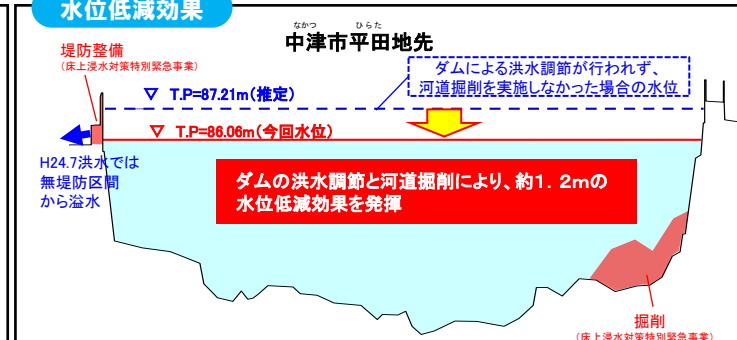 水位低減効果
なかつ ひらた
中津市平田地先
堤防整備
(床上浸水対策特別緊急事業)
ダムによる洪水調節が行われず、
河道掘削を実施しなかった場合の水位
▽ T.P=87.21m(推定)
▽ T.P=86.06m(今回水位)
H24.7洪水では
無堤防区間
から溢水
ダムの洪水調節と河道掘削により、約1.2mの
水位低減効果を発揮
掘削
(床上浸水対策特別緊急事業)